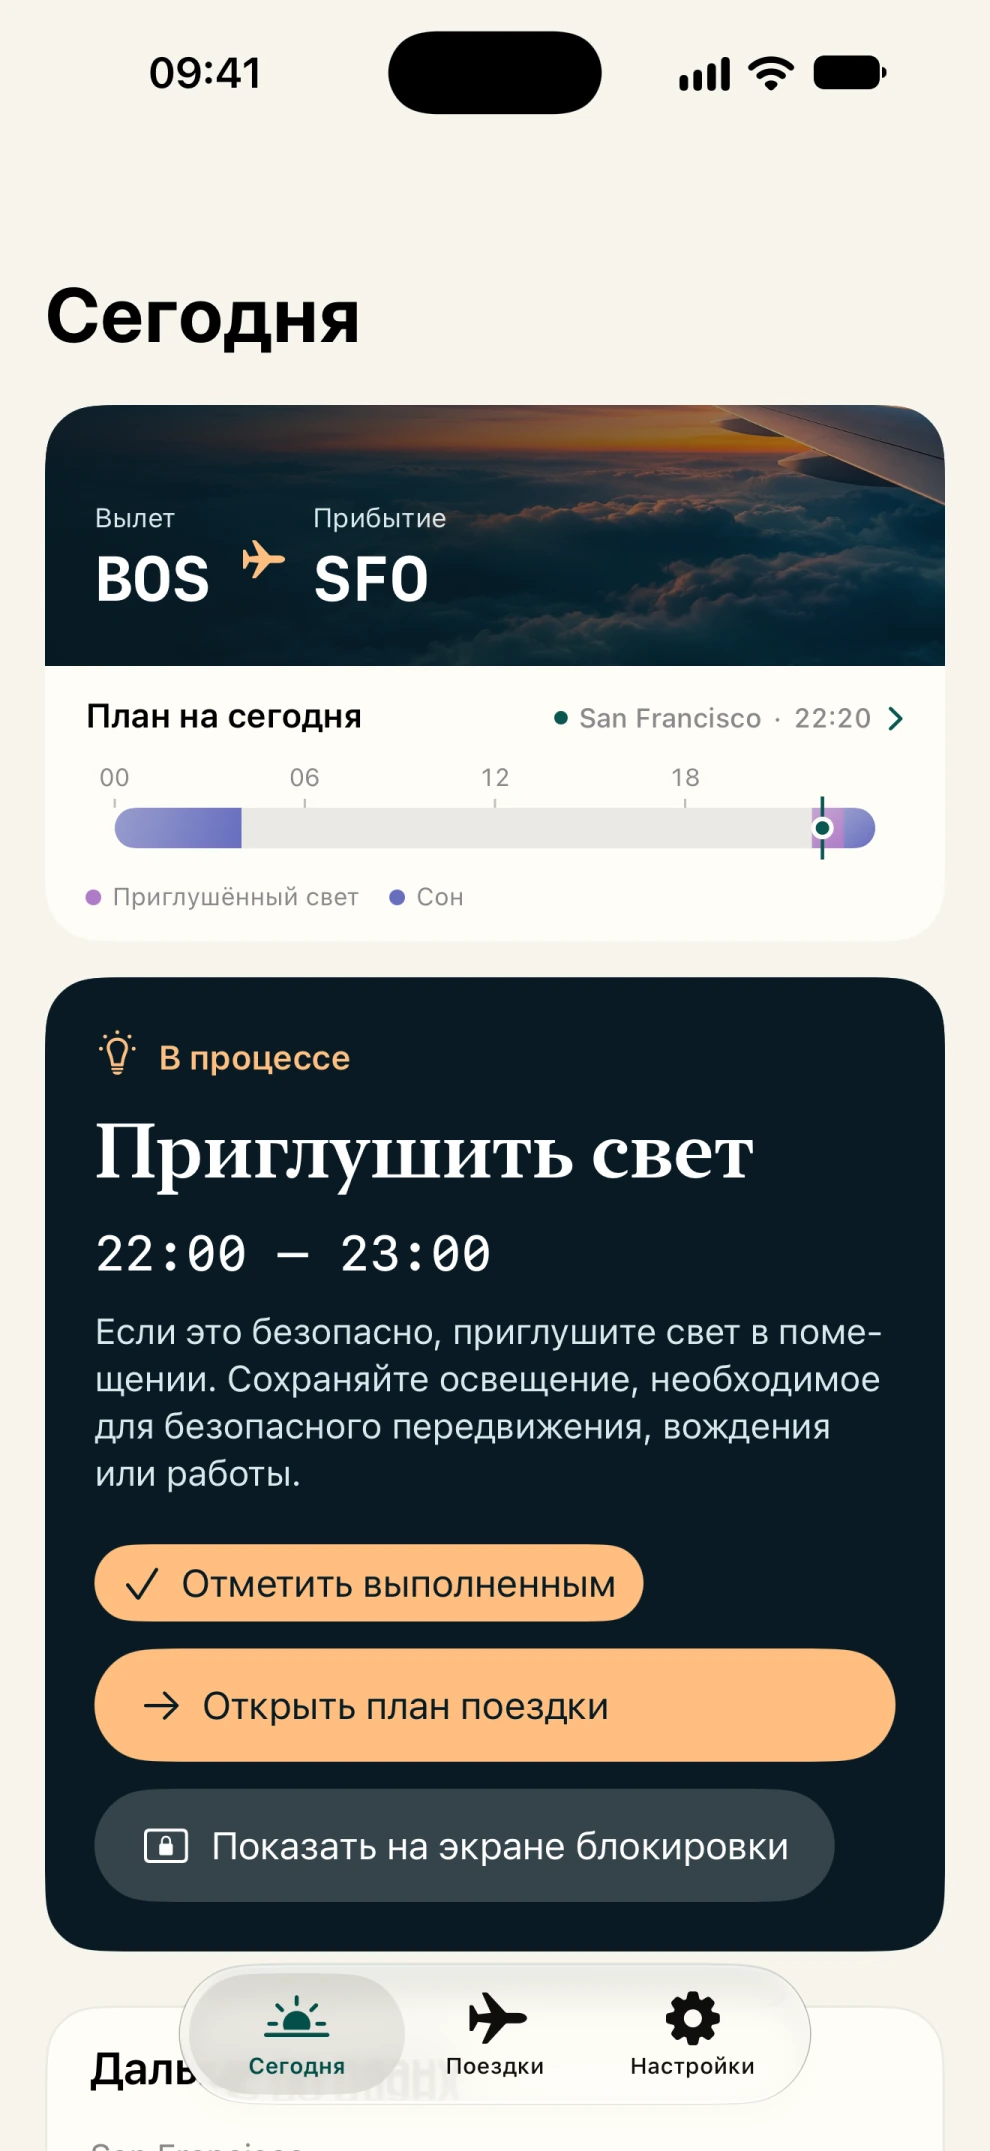 09:41
Сегодня
Вылет
Прибытие
BOS
SFO
План на сегодня
San Francisco · 22:20
00 06 12 18
Приглушённый свет
Сон
В процессе
Приглушить свет
22:00 – 23:00
Если это безопасно, приглушите свет в поме-
щении. Сохраняйте освещение, необходимое
для безопасного передвижения, вождения
или работы.
Отметить выполненным
Открыть план поездки
Показать на экране блокировки
Сегодня
Поездки
Настройки
San Francisco